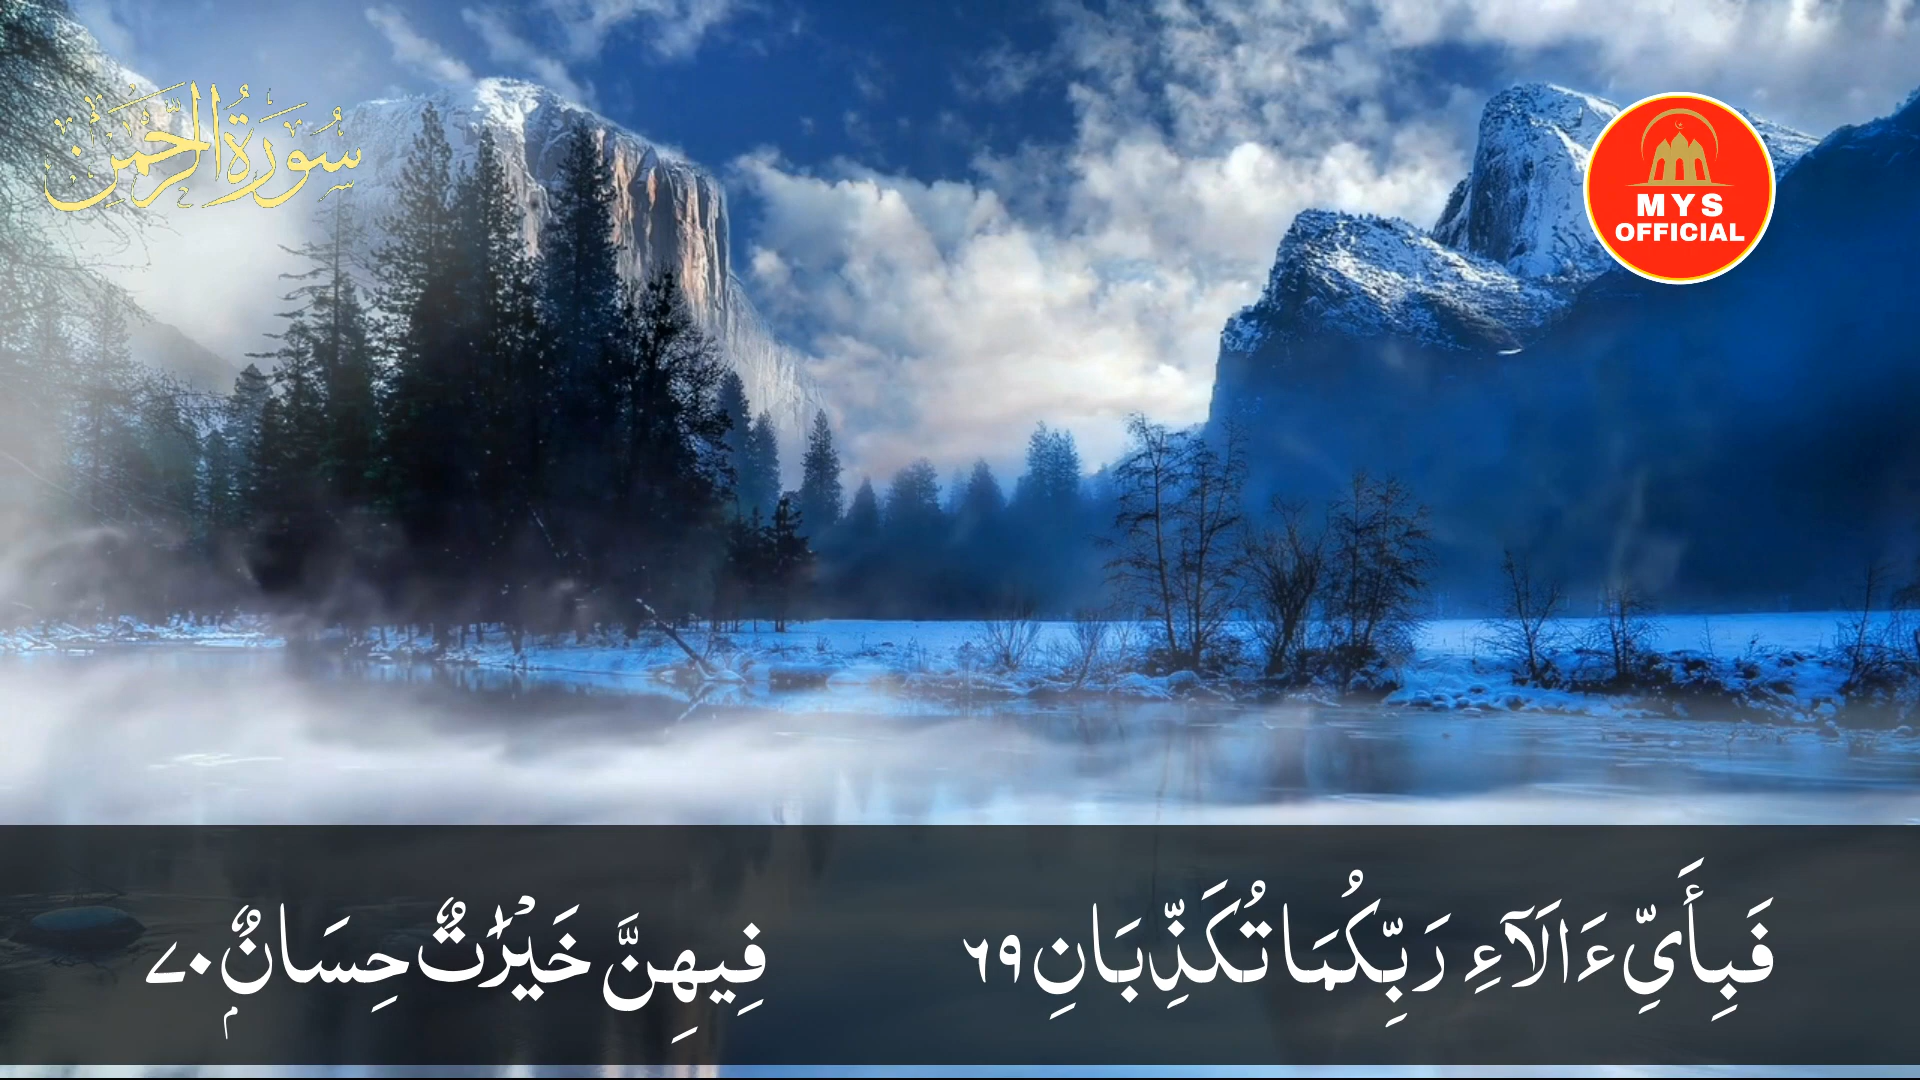 سُورَةُ الرَّحْمَٰن
MYS
OFFICIAL
فَبِأَيِّ ءَالَآءِ رَبِّكُمَا تُكَذِّبَانِ ٦٩ فِيهِنَّ خَيْرَٰتٌ حِسَانٌ ٧٠